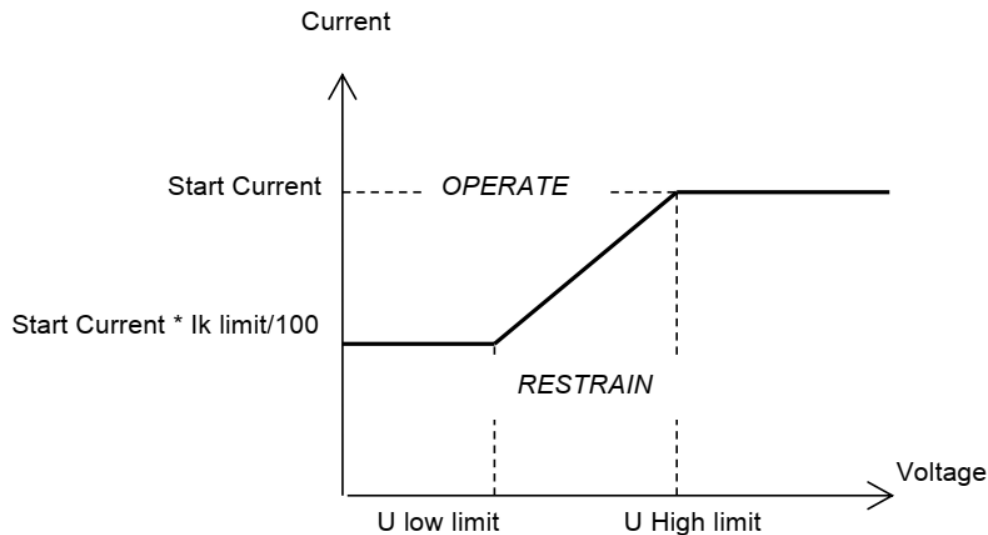 Current
Start Current
OPERATE
Start Current * Ik limit/100
RESTRAIN
Voltage
U low limit
U High limit